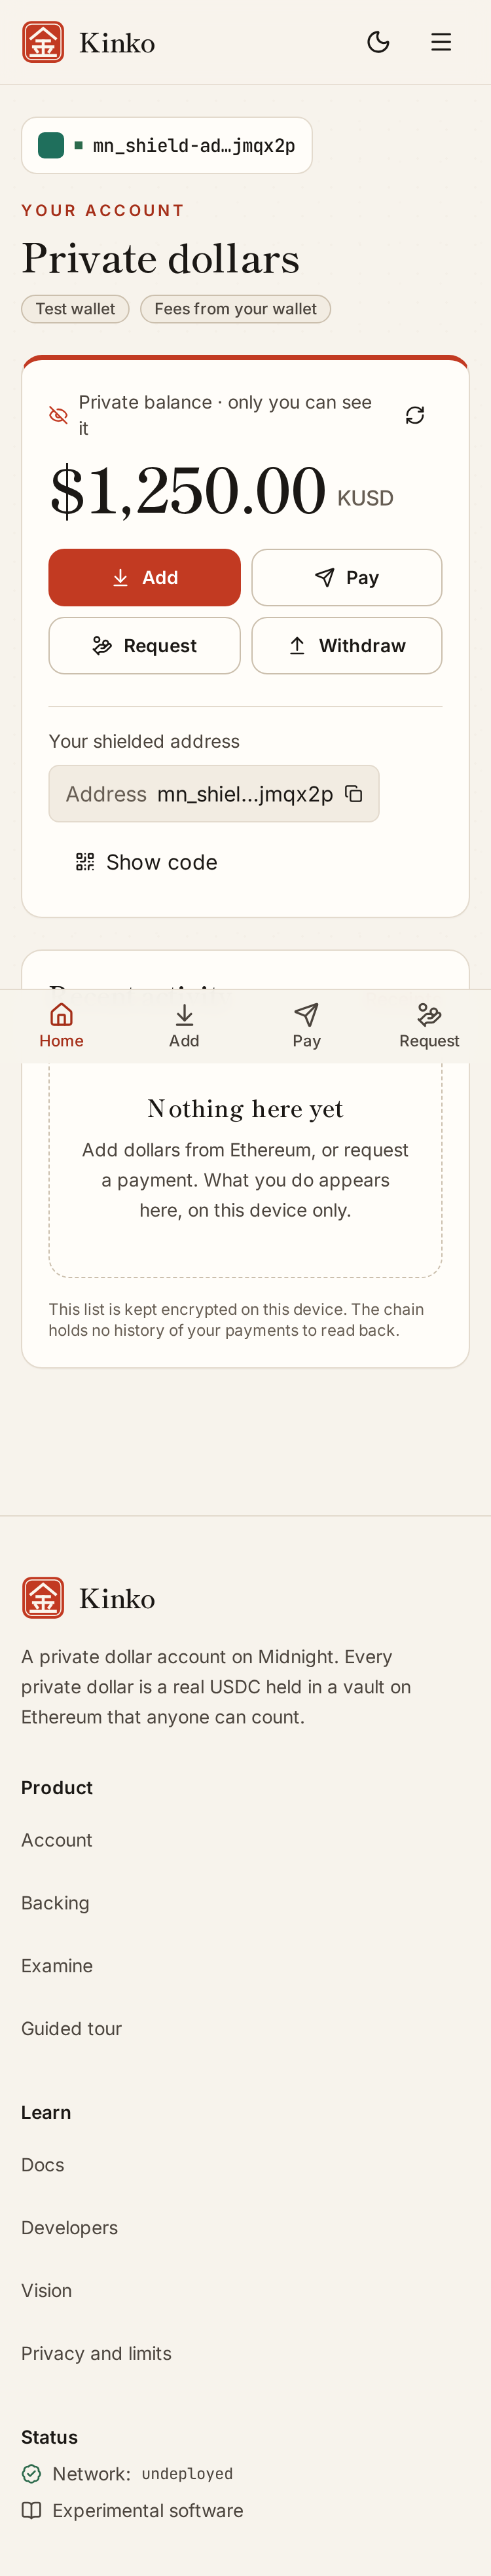 金 Kinko
mn_shield-ad…jmqx2p
YOUR ACCOUNT
Private dollars
Test wallet
Fees from your wallet
Private balance · only you can see
it
$1,250.00 KUSD
Add
Pay
Request
Withdraw
Your shielded address
Address mn_shiel…jmqx2p
Show code
Home
Add
Pay
Request
Nothing here yet
Add dollars from Ethereum, or request
a payment. What you do appears
here, on this device only.
This list is kept encrypted on this device. The chain
holds no history of your payments to read back.
金 Kinko
A private dollar account on Midnight. Every
private dollar is a real USDC held in a vault on
Ethereum that anyone can count.
Product
Account
Backing
Examine
Guided tour
Learn
Docs
Developers
Vision
Privacy and limits
Status
Network: undeployed
Experimental software